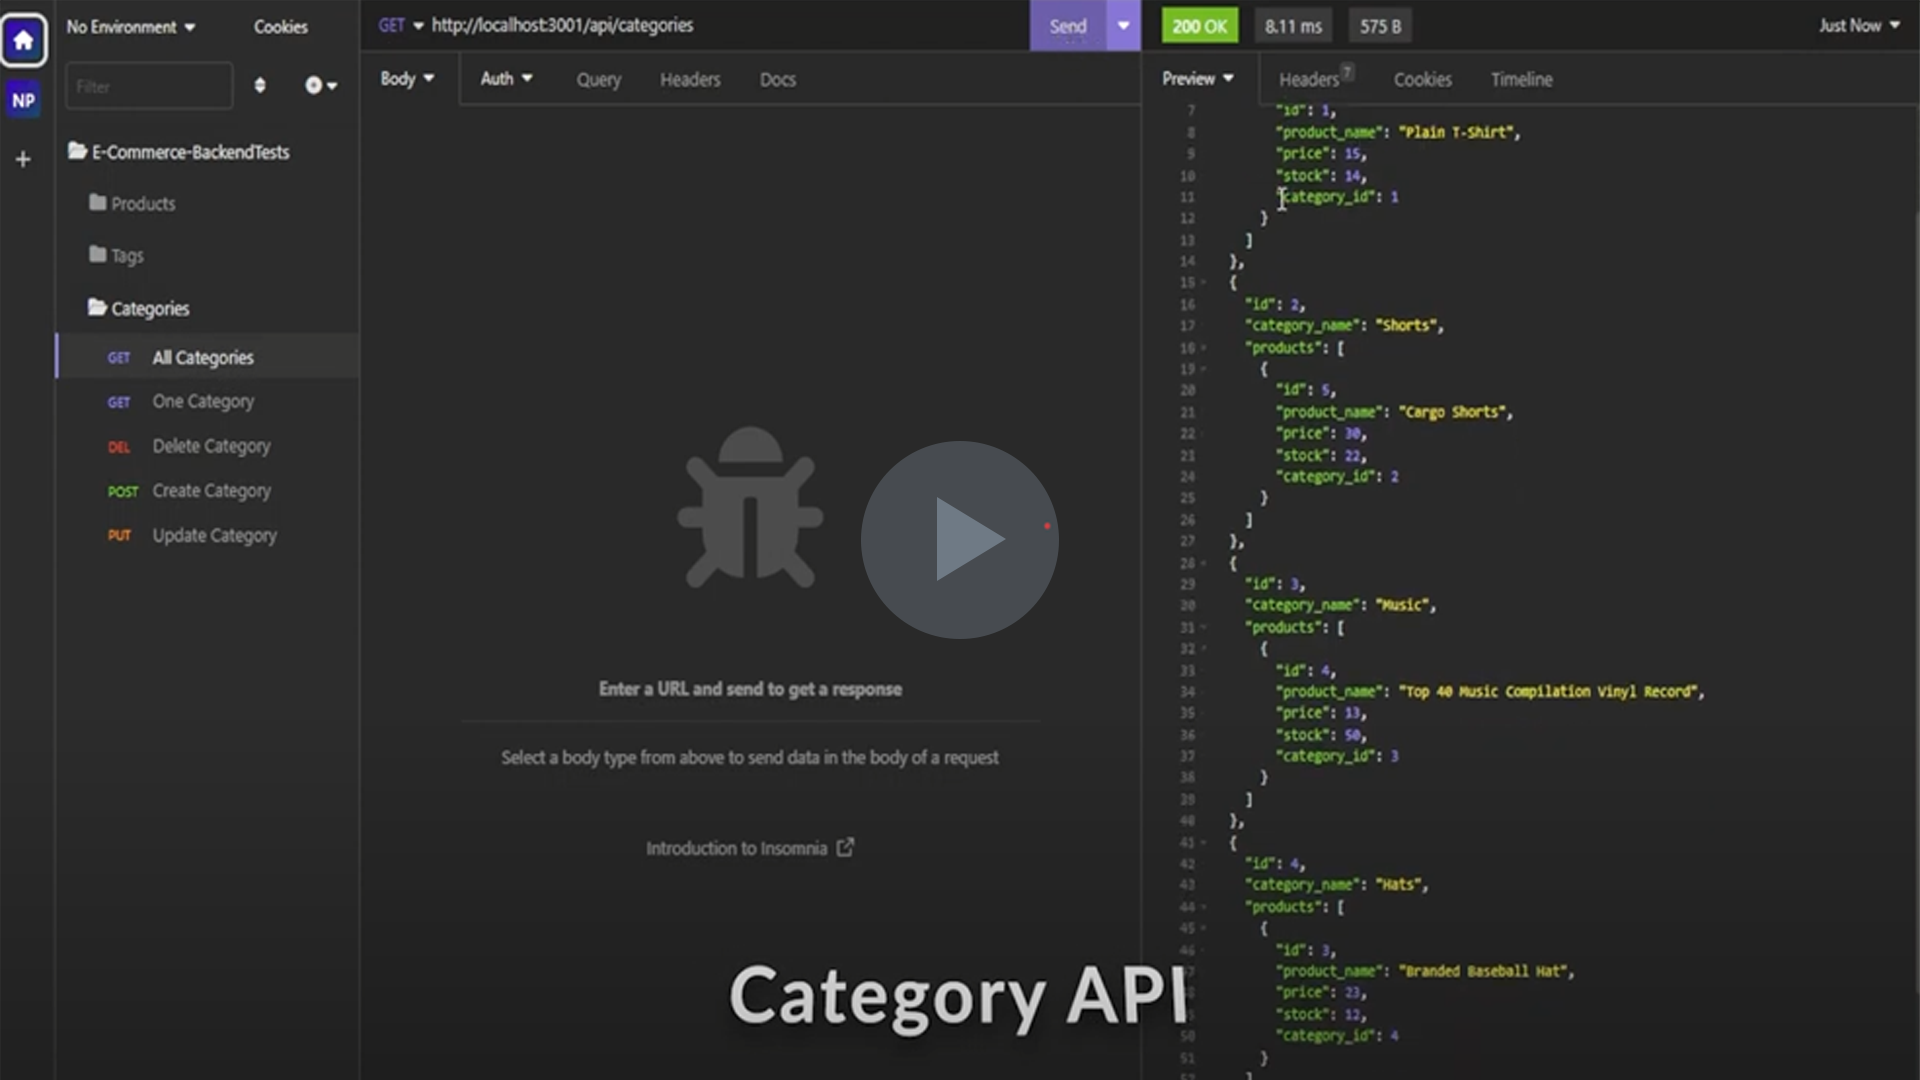 No Environment
Cookies
Filter
NP
E-Commerce-BackendTests
Products
Tags
Categories
GET All Categories
GET One Category
DEL Delete Category
POST Create Category
PUT Update Category
GET http://localhost:3001/api/categories
Send
Body Auth Query Headers Docs
Enter a URL and send to get a response
Select a body type from above to send data in the body of a request
Introduction to Insomnia
200 OK 8.11 ms 575 B Just Now
Preview Headers 7 Cookies Timeline
7 "id": 1,
8 "product_name": "Plain T-Shirt",
9 "price": 15,
10 "stock": 14,
11 "category_id": 1
12 }
13 ]
14 },
15 {
16 "id": 2,
17 "category_name": "Shorts",
18 "products": [
19 {
20 "id": 5,
21 "product_name": "Cargo Shorts",
22 "price": 30,
"stock": 22,
24 "category_id": 2
25 }
26 ]
27 },
28 {
29 "id": 3,
"category_name": "Music",
31 "products": [
32 {
33 "id": 4,
34 "product_name": "Top 40 Music Compilation Vinyl Record",
35 "price": 13,
36 "stock": 50,
37 "category_id": 3
38 }
39 ]
40 },
41 {
42 "id": 4,
43 "category_name": "Hats",
44 "products": [
45 {
46 "id": 3,
"product_name": "Branded Baseball Hat",
"price": 23,
"stock": 12,
50 "category_id": 4
51 }
]
Category API